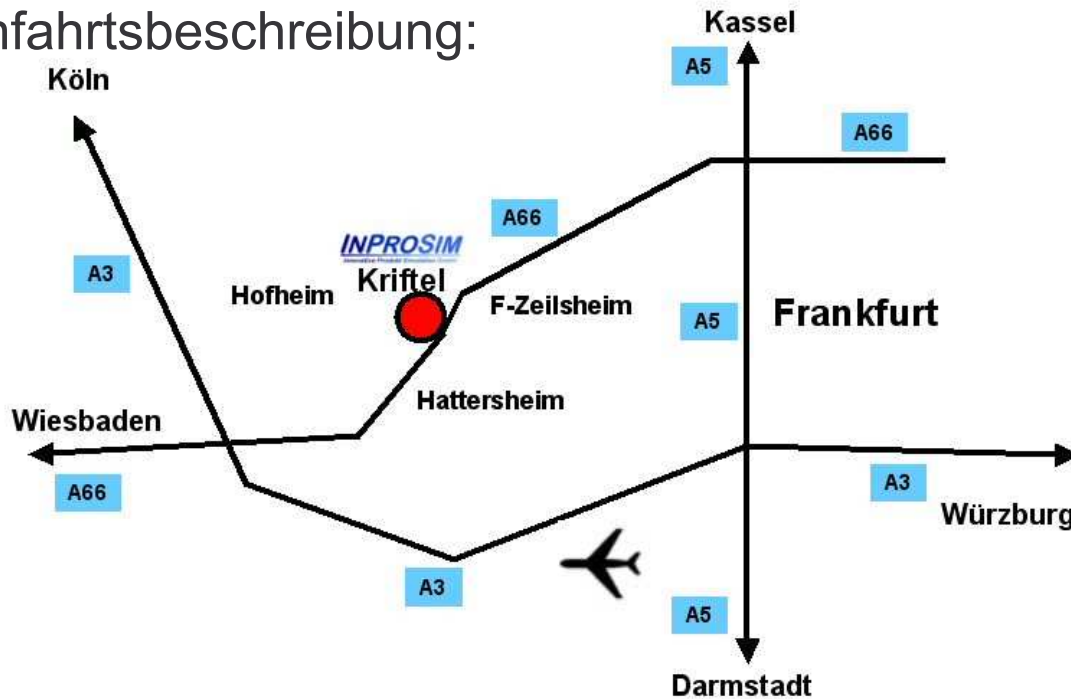 nfahrtsbeschreibung:
Kassel
Köln
A5
A66
A66
INPROSIM
A3
Hofheim
Kriftel
F-Zeilsheim
A5
Frankfurt
Hattersheim
Wiesbaden
A66
A3
Würzburg
A3
A5
Darmstadt